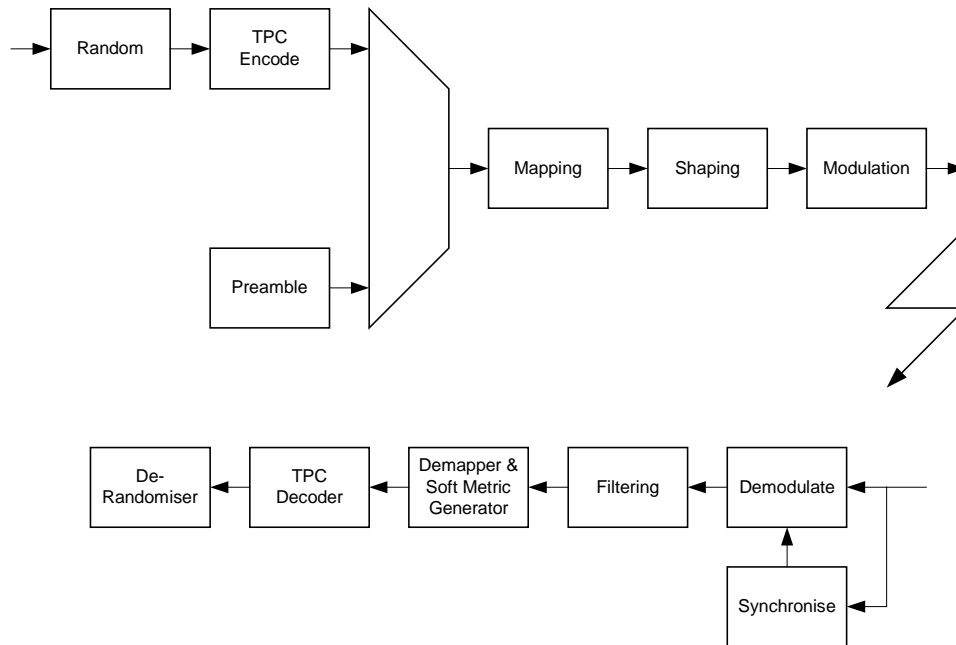 Random
TPC
Encode
Mapping
Shaping
Modulation
Preamble
De-
Randomiser
TPC
Decoder
Demapper &
Soft Metric
Generator
Filtering
Demodulate
Synchronise